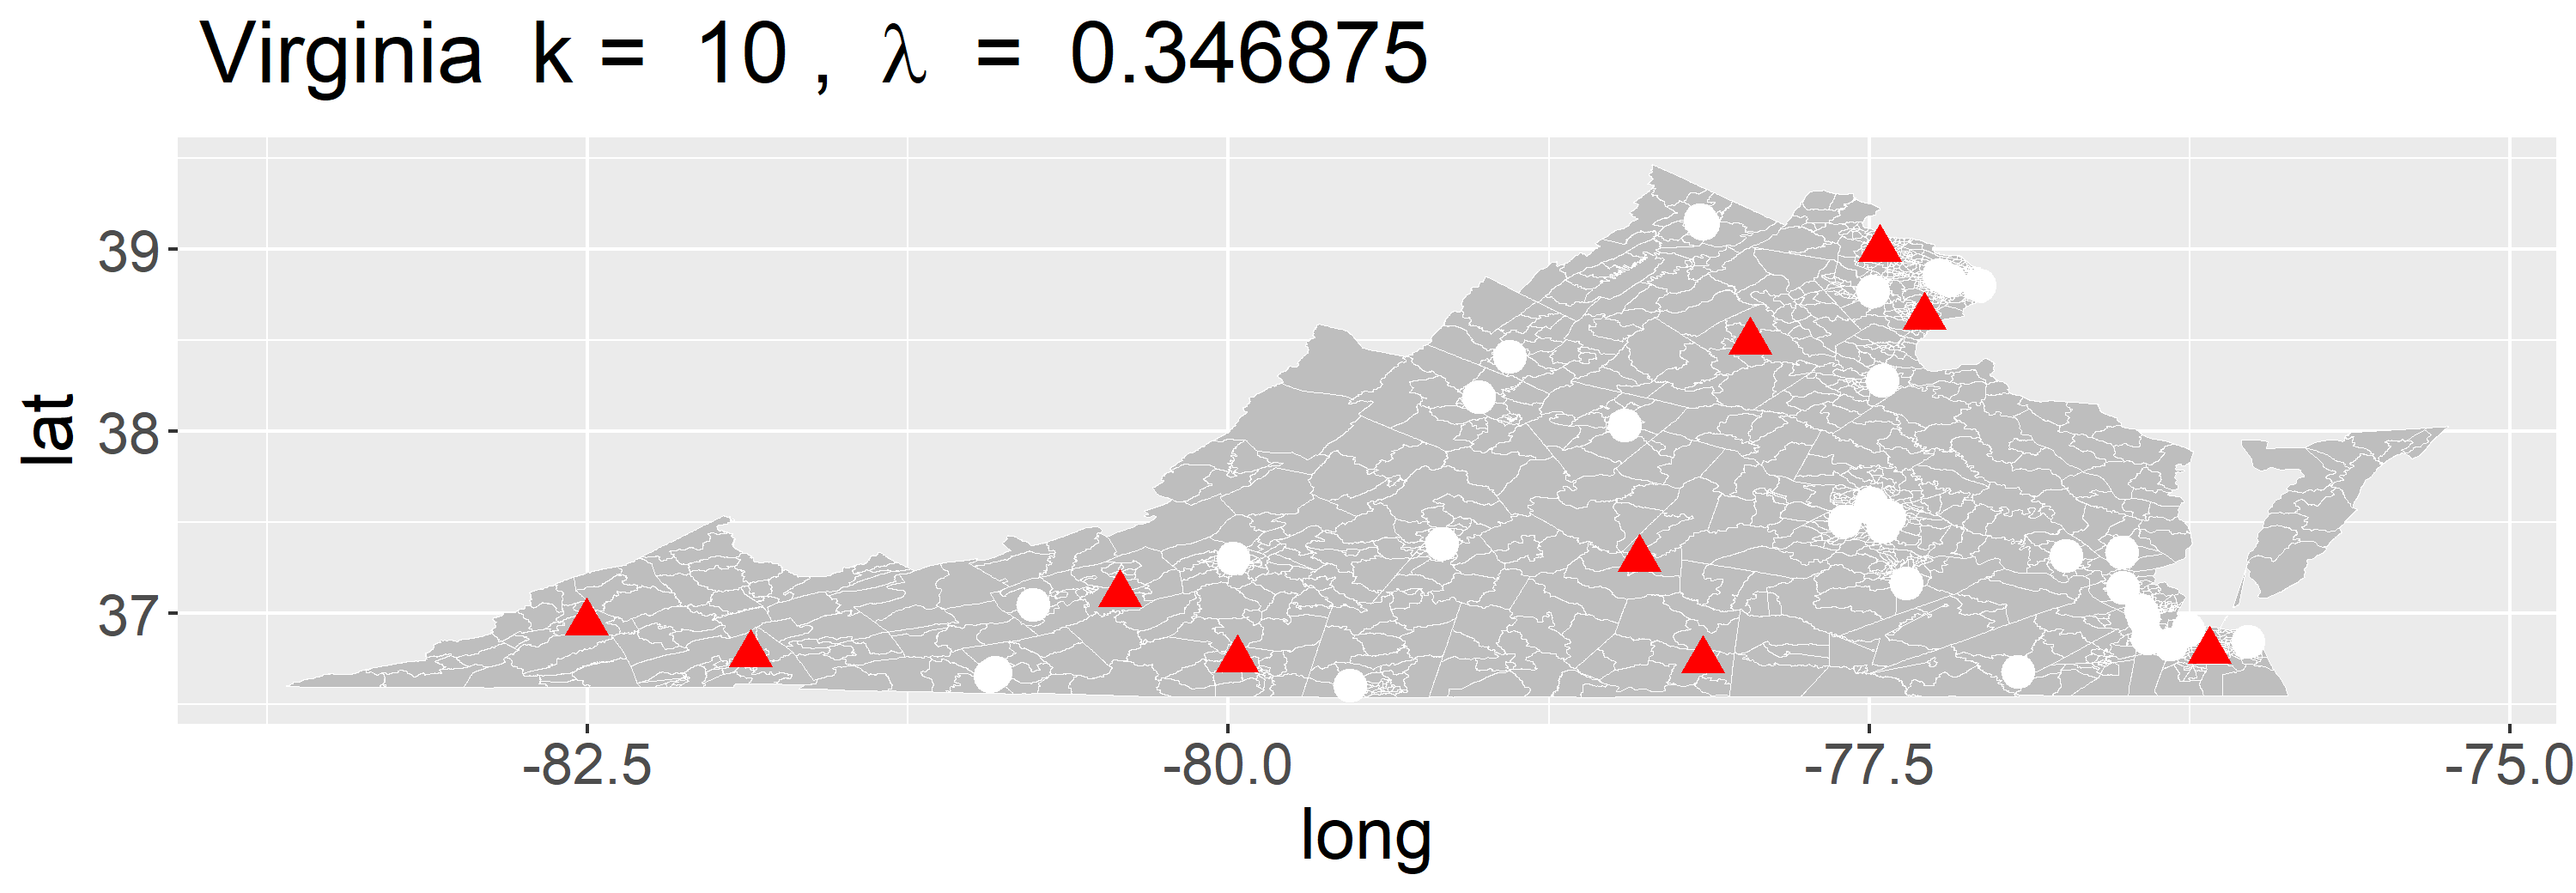 Virginia k = 10 , λ = 0.346875
39
38
37
lat
-82.5 -80.0 -77.5 -75.0
long